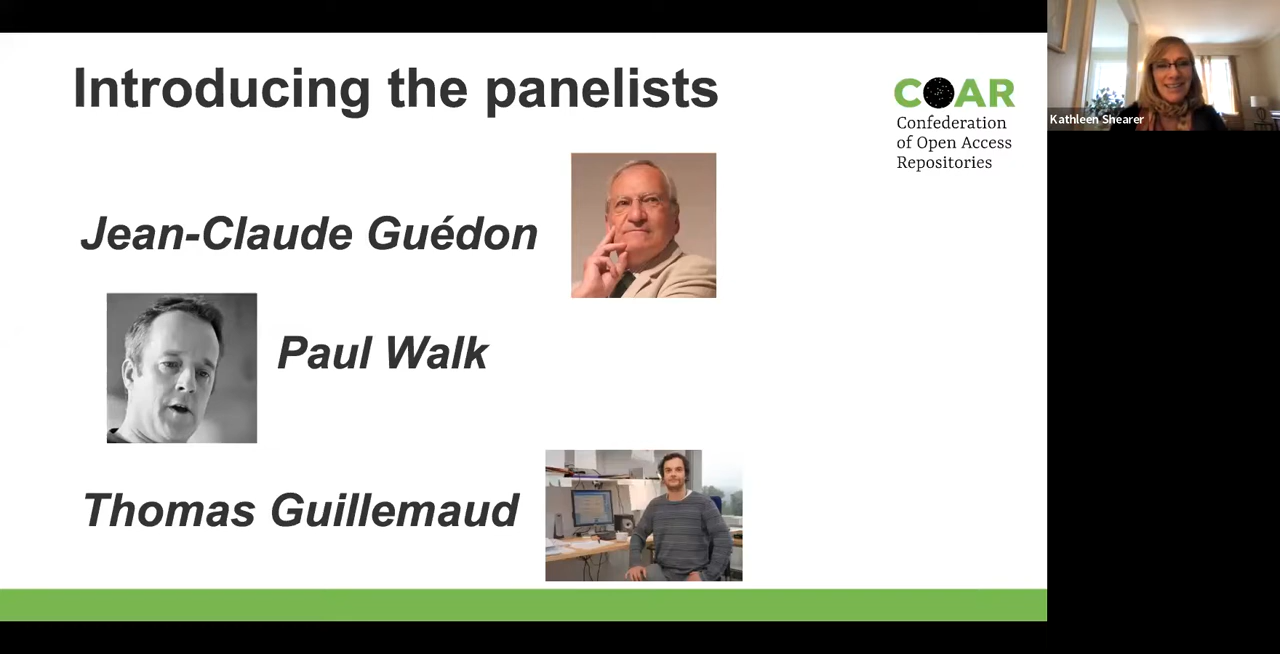 Introducing the panelists
COAR
Confederation
of Open Access
Repositories
Kathleen Shearer
Jean-Claude Guédon
Paul Walk
Thomas Guillemaud